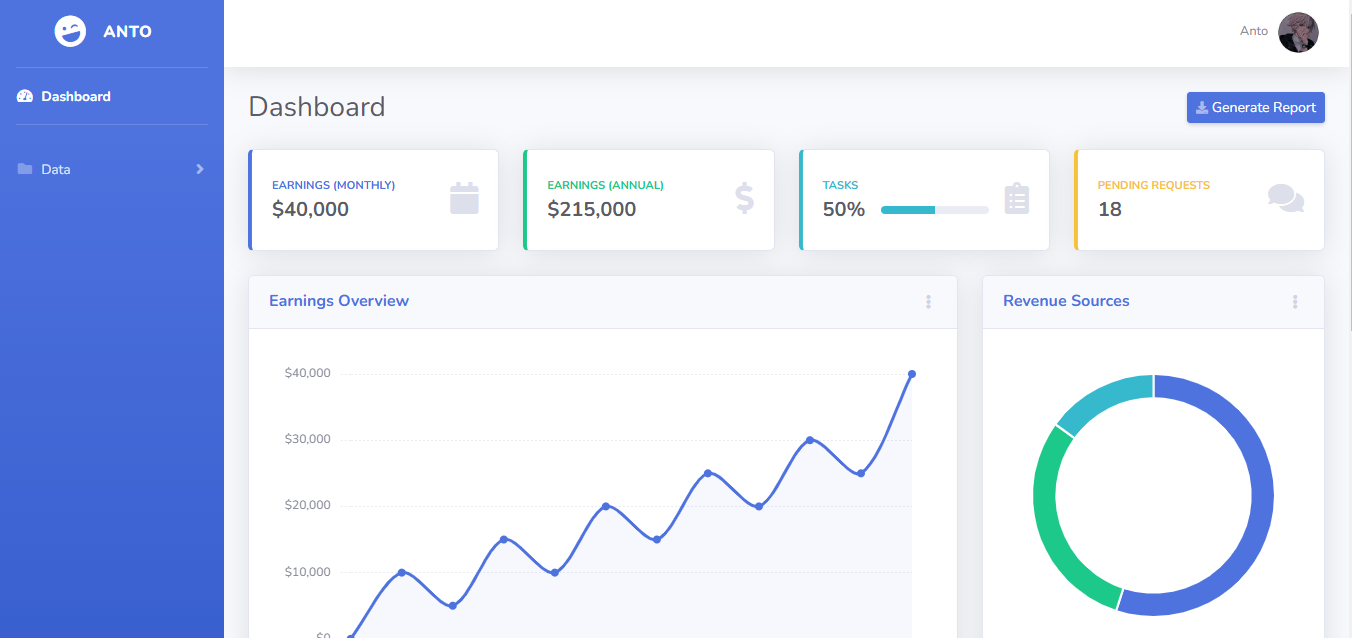 ANTO
Anto
Dashboard
Data
Dashboard
Generate Report
EARNINGS (MONTHLY)
$40,000
EARNINGS (ANNUAL)
$215,000
TASKS
50%
PENDING REQUESTS
18
Earnings Overview
$40,000
$30,000
$20,000
$10,000
$0
Revenue Sources